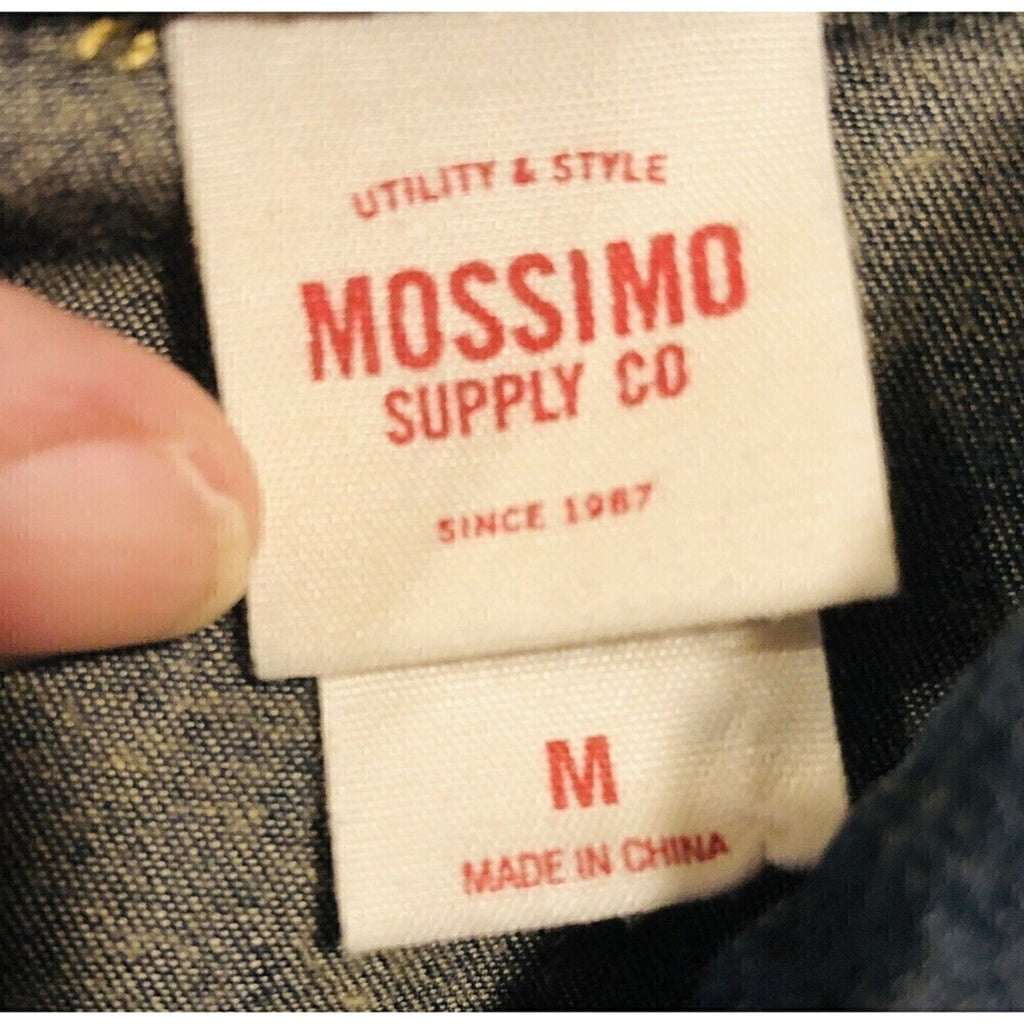 UTILITY & STYLE
MOSSIMO
SUPPLY CO
SINCE 1987
M
MADE IN CHINA